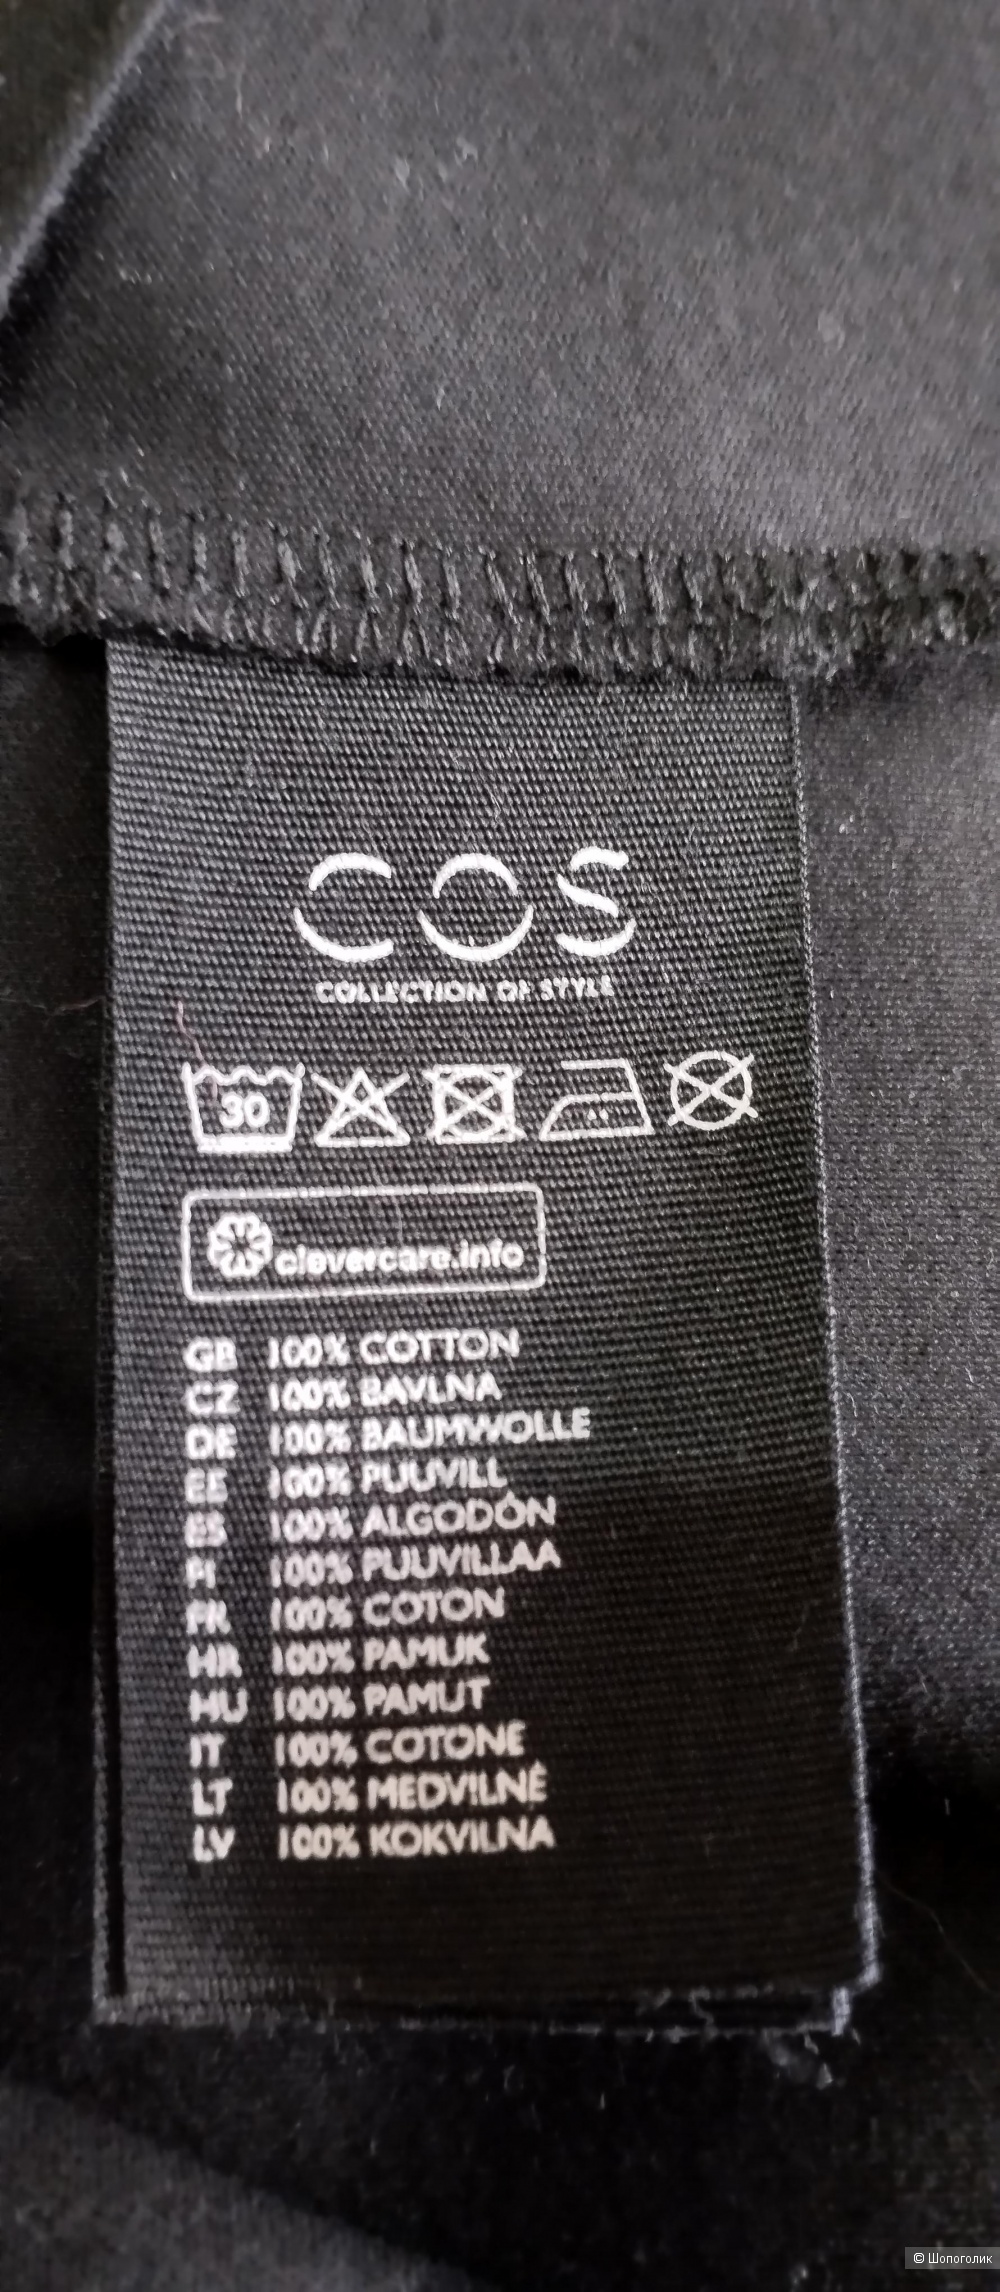 COS
COLLECTION OF STYLE
30
clevercare.info
GB 100% COTTON
CZ 100% BAVLNA
DE 100% BAUMWOLLE
EE 100% PUUVILL
ES 100% ALGODÓN
FI 100% PUUVILLAA
FR 100% COTON
HR 100% PAMUK
HU 100% PAMUT
IT 100% COTONE
LT 100% MEDVILNĖ
LV 100% KOKVILNA
© Шопоголик